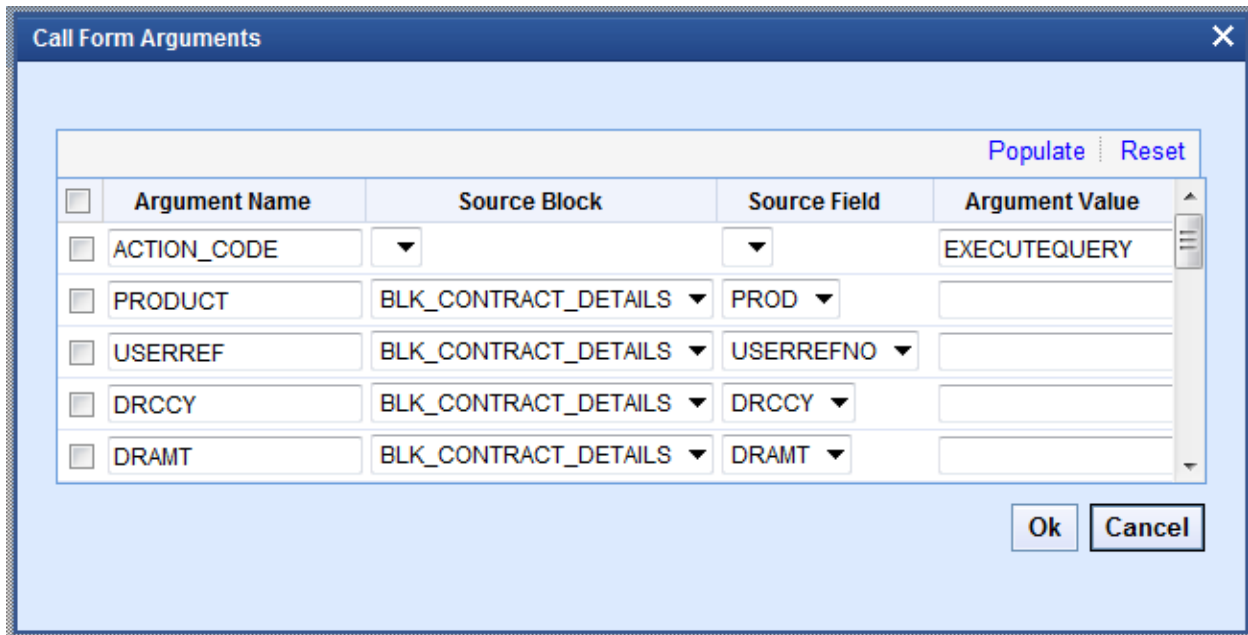 Call Form Arguments
Populate Reset
Argument Name Source Block Source Field Argument Value
ACTION_CODE EXECUTEQUERY
PRODUCT BLK_CONTRACT_DETAILS PROD
USERREF BLK_CONTRACT_DETAILS USERREFNO
DRCCY BLK_CONTRACT_DETAILS DRCCY
DRAMT BLK_CONTRACT_DETAILS DRAMT
Ok Cancel